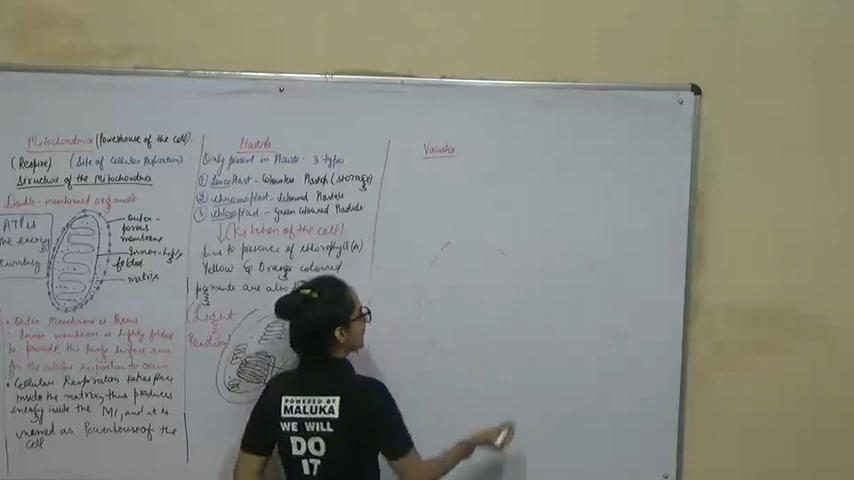 Mitochondria (Powerhouse of the cell)
(Respire) (Site of Cellular Respiration)
Structure of the Mitochondria
Double-membraned organelle
ATP is
the energy
currency
Outer-
porous
membrane
Inner-highly
folded
matrix
• Outer Membrane is Porous
- Inner membrane is highly folded
to provide the large surface area
for the cellular respiration to occur
• Cellular Respiration takes place
inside the matrix, thus produces
energy inside the M, and it is
named as Powerhouse of the
cell
Plastids
Only present in Plants - 3 types
① Leucoplast - Colourless Plastids (storage)
② chromoplast - Coloured Plastids
③ chloroplast - Green Coloured Plastids
(Kitchen of the cell)
Due to presence of chlorophyll (a)
Yellow & Orange coloured
pigments are also
Light
Reaction
Vacuoles
POWERED BY
MALUKA
WE WILL
DO
IT